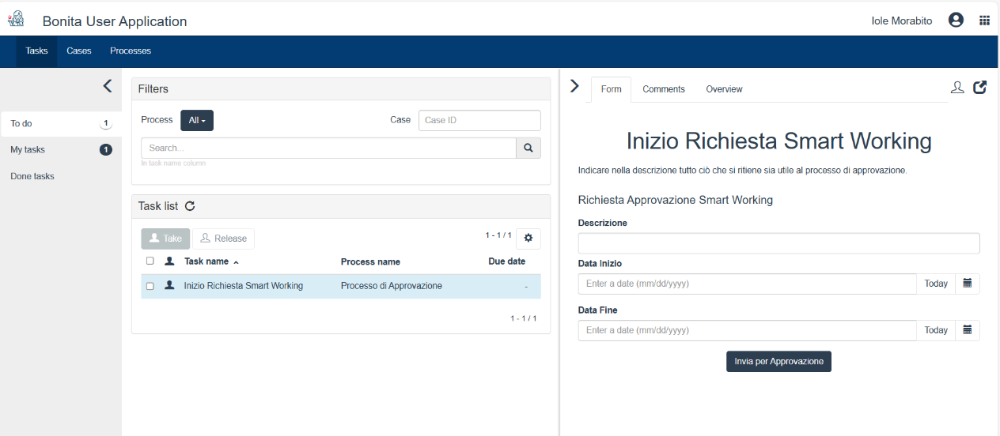 Bonita User Application
Iole Morabito
Tasks Cases Processes
To do 1
My tasks 1
Done tasks
Filters
Process All Case Case ID
Search...
In task name column
Task list
Take Release 1 - 1 / 1
Task name Process name Due date
Inizio Richiesta Smart Working Processo di Approvazione -
1 - 1 / 1
Form Comments Overview
Inizio Richiesta Smart Working
Indicare nella descrizione tutto ciò che si ritiene sia utile al processo di approvazione.
Richiesta Approvazione Smart Working
Descrizione
Data Inizio
Enter a date (mm/dd/yyyy) Today
Data Fine
Enter a date (mm/dd/yyyy) Today
Invia per Approvazione